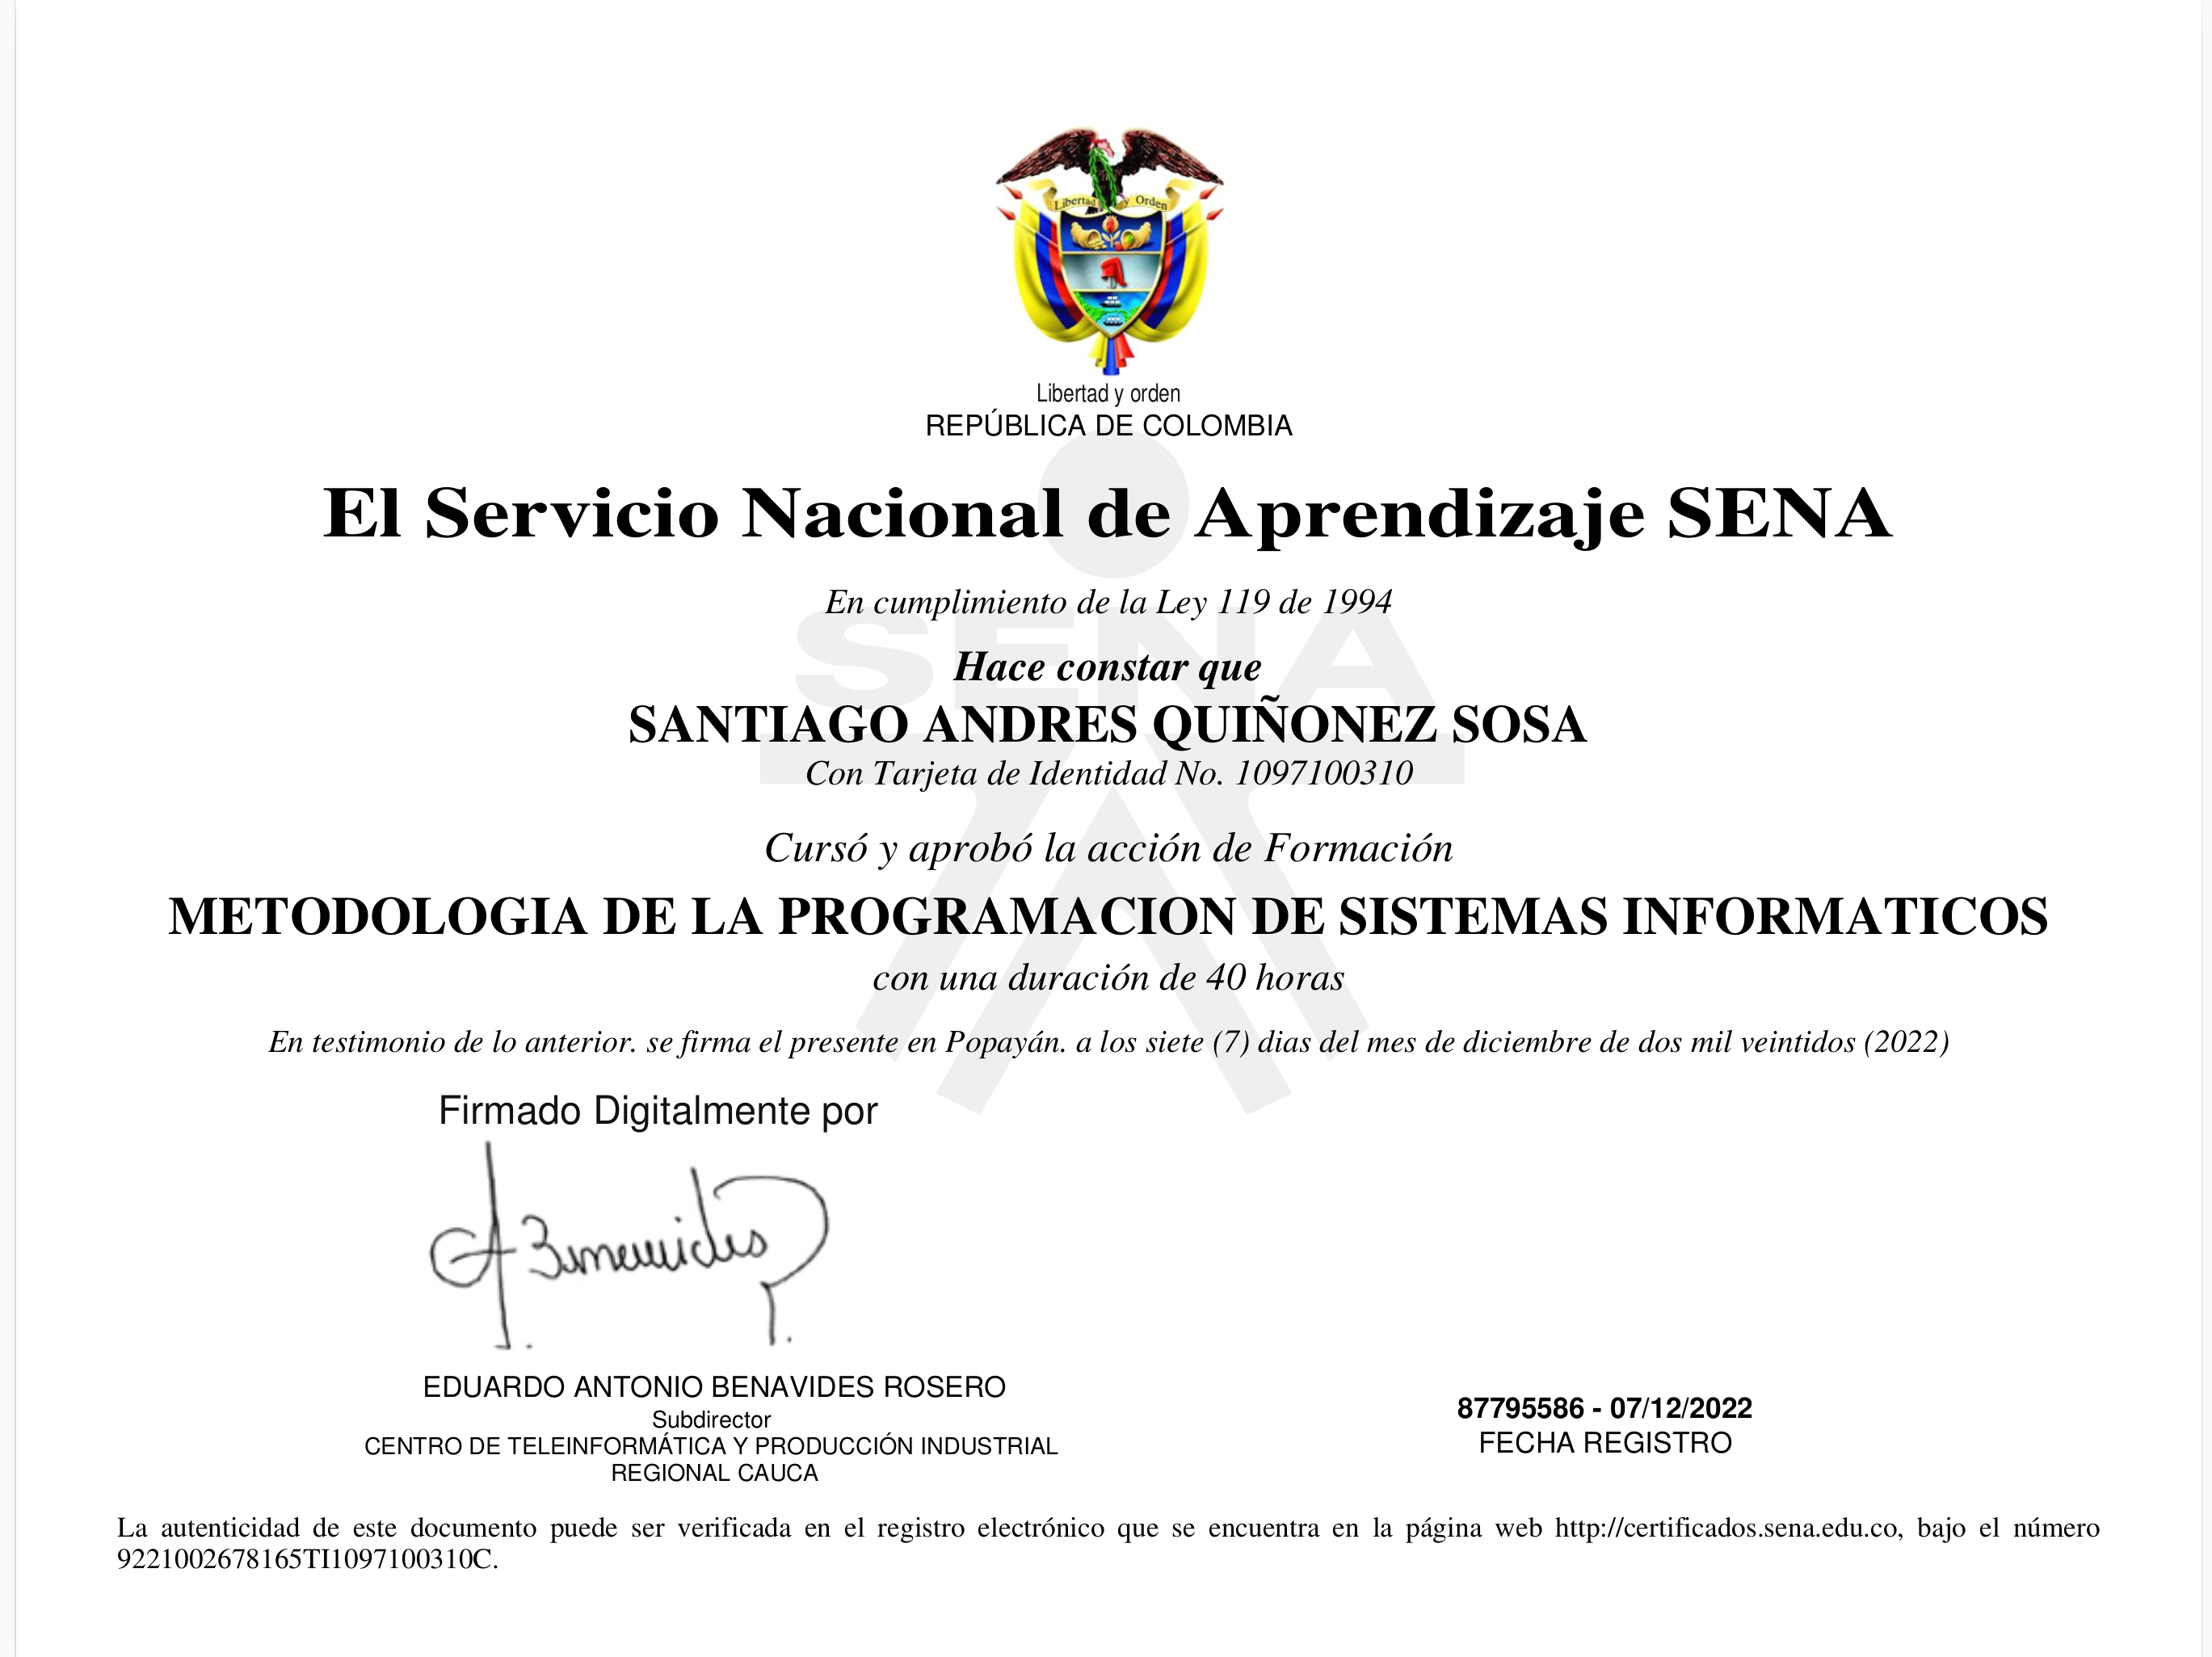 Libertad y Orden
Libertad y orden
REPÚBLICA DE COLOMBIA
El Servicio Nacional de Aprendizaje SENA
En cumplimiento de la Ley 119 de 1994
SENA
Hace constar que
SANTIAGO ANDRES QUIÑONEZ SOSA
Con Tarjeta de Identidad No. 1097100310
Cursó y aprobó la acción de Formación
METODOLOGIA DE LA PROGRAMACION DE SISTEMAS INFORMATICOS
con una duración de 40 horas
En testimonio de lo anterior. se firma el presente en Popayán. a los siete (7) dias del mes de diciembre de dos mil veintidos (2022)
Firmado Digitalmente por
EDUARDO ANTONIO BENAVIDES ROSERO
Subdirector
CENTRO DE TELEINFORMÁTICA Y PRODUCCIÓN INDUSTRIAL
REGIONAL CAUCA
87795586 - 07/12/2022
FECHA REGISTRO
La autenticidad de este documento puede ser verificada en el registro electrónico que se encuentra en la página web http://certificados.sena.edu.co, bajo el número
9221002678165TI1097100310C.